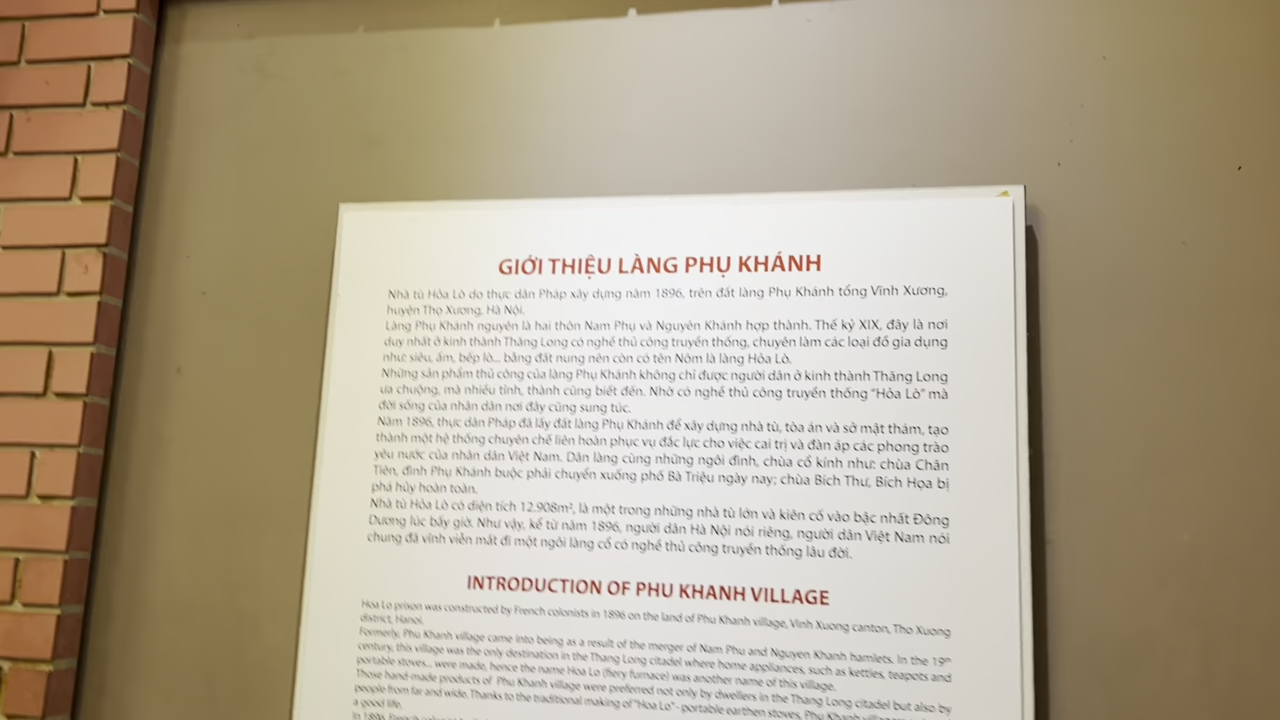 GIỚI THIỆU LÀNG PHỤ KHÁNH
Nhà tù Hỏa Lò do thực dân Pháp xây dựng năm 1896, trên đất làng Phụ Khánh tổng Vĩnh Xương,
huyện Thọ Xương, Hà Nội.
Làng Phụ Khánh nguyên là hai thôn Nam Phụ và Nguyên Khánh hợp thành. Thế kỷ XIX, đây là nơi
duy nhất ở kinh thành Thăng Long có nghề thủ công truyền thống, chuyên làm các loại đồ gia dụng
như: siêu, ấm, bếp lò... bằng đất nung nên còn có tên Nôm là làng Hỏa Lò.
Những sản phẩm thủ công của làng Phụ Khánh không chỉ được người dân ở kinh thành Thăng Long
ưa chuộng, mà nhiều tỉnh, thành cũng biết đến. Nhờ có nghề thủ công truyền thống "Hỏa Lò" mà
đời sống của nhân dân nơi đây cũng sung túc.
Năm 1896, thực dân Pháp đã lấy đất làng Phụ Khánh để xây dựng nhà tù, tòa án và sở mật thám, tạo
thành một hệ thống chuyên chế liên hoàn phục vụ đắc lực cho việc cai trị và đàn áp các phong trào
yêu nước của nhân dân Việt Nam. Dân làng cùng những ngôi đình, chùa cổ kính như: chùa Chân
Tiên, đình Phụ Khánh buộc phải chuyển xuống phố Bà Triệu ngày nay; chùa Bích Thư, Bích Họa bị
phá hủy hoàn toàn.
Nhà tù Hỏa Lò có diện tích 12.908m², là một trong những nhà tù lớn và kiên cố vào bậc nhất Đông
Dương lúc bấy giờ. Như vậy, kể từ năm 1896, người dân Hà Nội nói riêng, người dân Việt Nam nói
chung đã vĩnh viễn mất đi một ngôi làng cổ có nghề thủ công truyền thống lâu đời.
INTRODUCTION OF PHU KHANH VILLAGE
Hoa Lo prison was constructed by French colonists in 1896 on the land of Phu Khanh village, Vinh Xuong canton, Tho Xuong
district, Hanoi.
Formerly, Phu Khanh village came into being as a result of the merger of Nam Phu and Nguyen Khanh hamlets. In the 19th
century, this village was the only destination in the Thang Long citadel where home appliances, such as kettles, teapots and
portable stoves... were made, hence the name Hoa Lo (fiery furnace) was another name of this village.
Those hand-made products of Phu Khanh village were preferred not only by dwellers in the Thang Long citadel but also by
people from far and wide. Thanks to the traditional making of "Hoa Lo" - portable earthen stoves, Phu Khanh
a good life.
In 1896, French